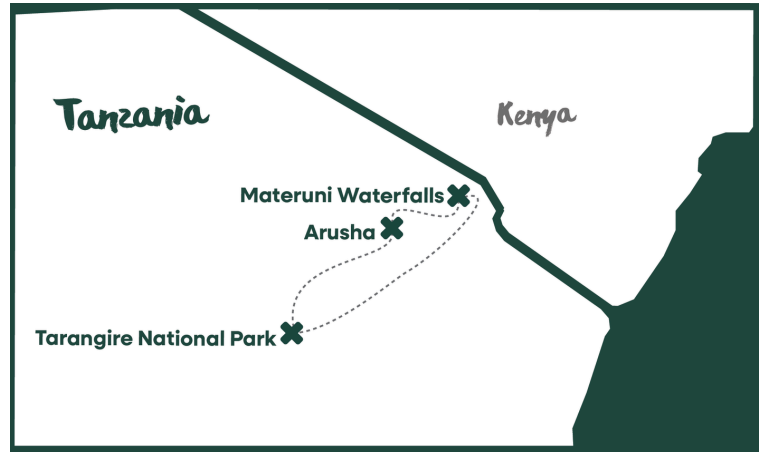 Tanzania
Kenya
Materuni Waterfalls
Arusha
Tarangire National Park